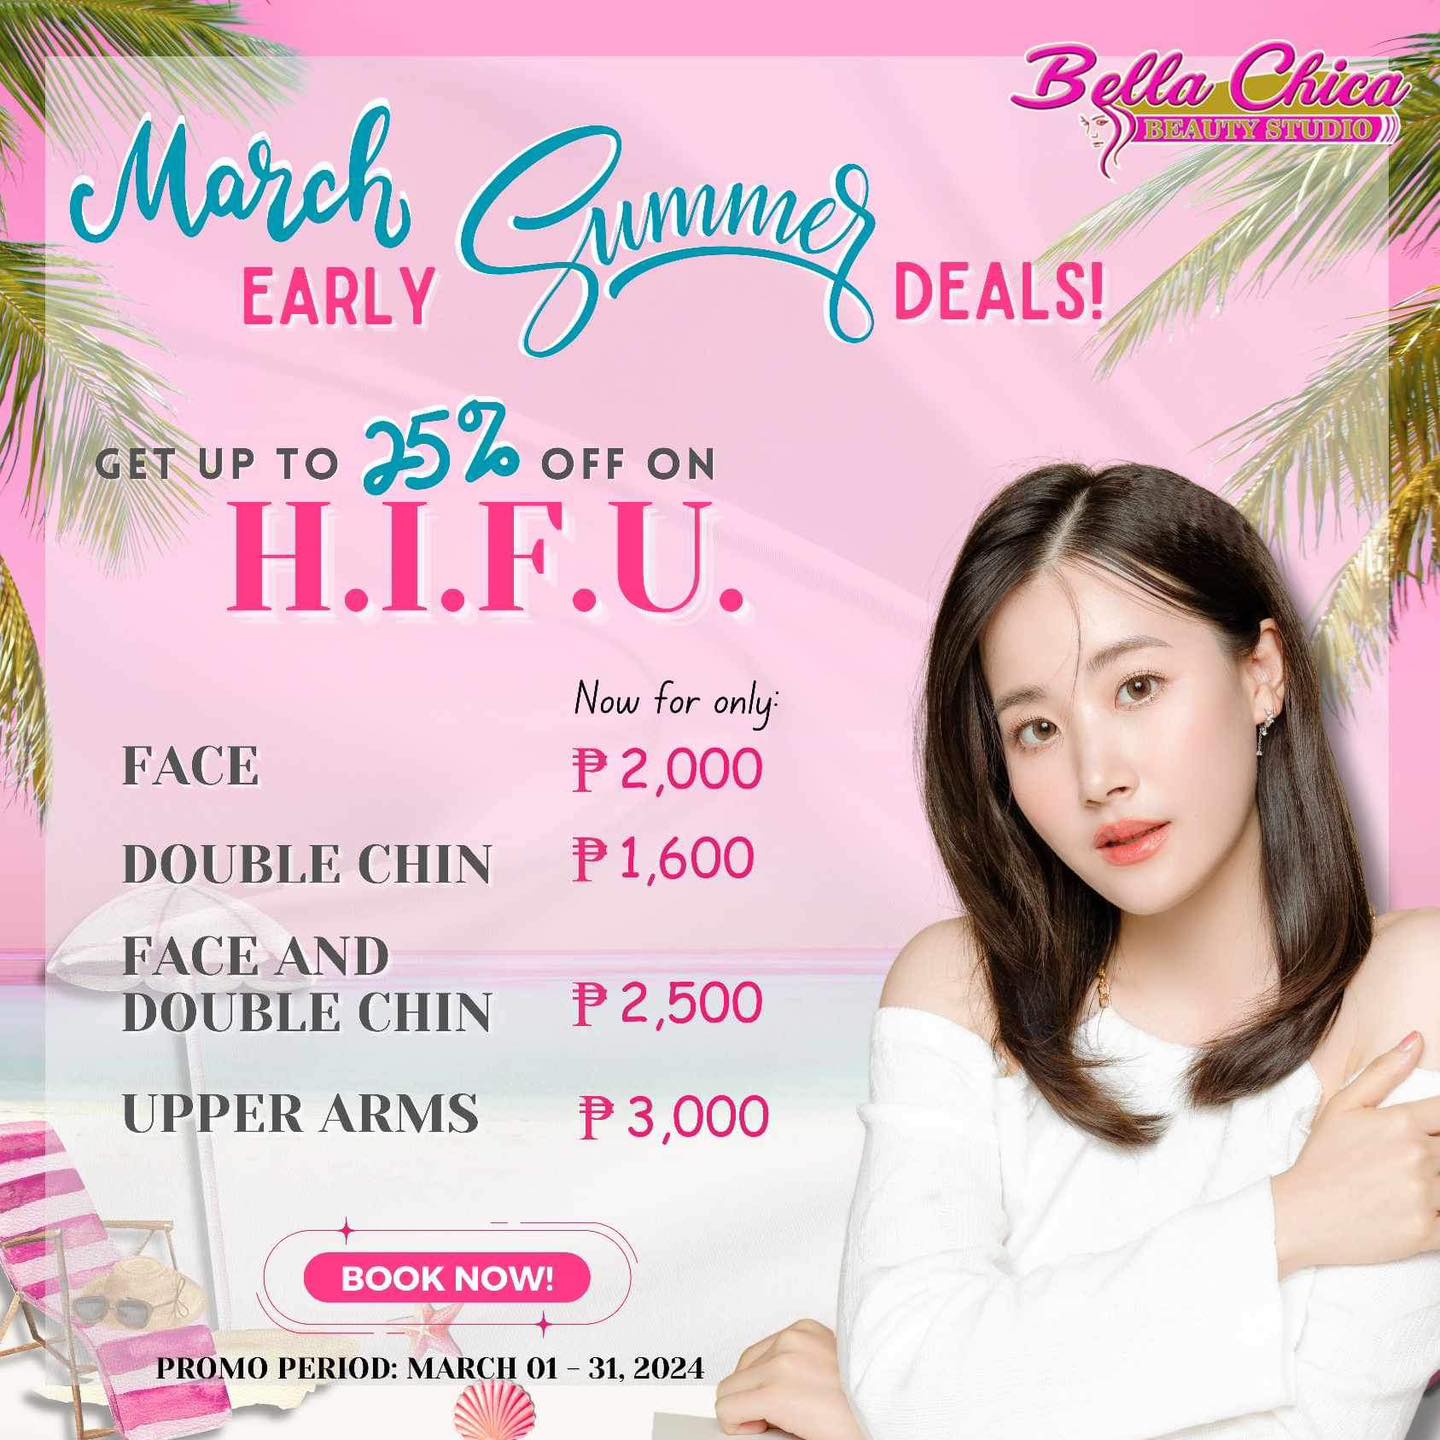 Bella Chica
BEAUTY STUDIO
March Summer
EARLY DEALS!
GET UP TO 25% OFF ON
H.I.F.U.
Now for only:
FACE ₱ 2,000
DOUBLE CHIN ₱ 1,600
FACE AND
DOUBLE CHIN ₱ 2,500
UPPER ARMS ₱ 3,000
BOOK NOW!
PROMO PERIOD: MARCH 01 - 31, 2024